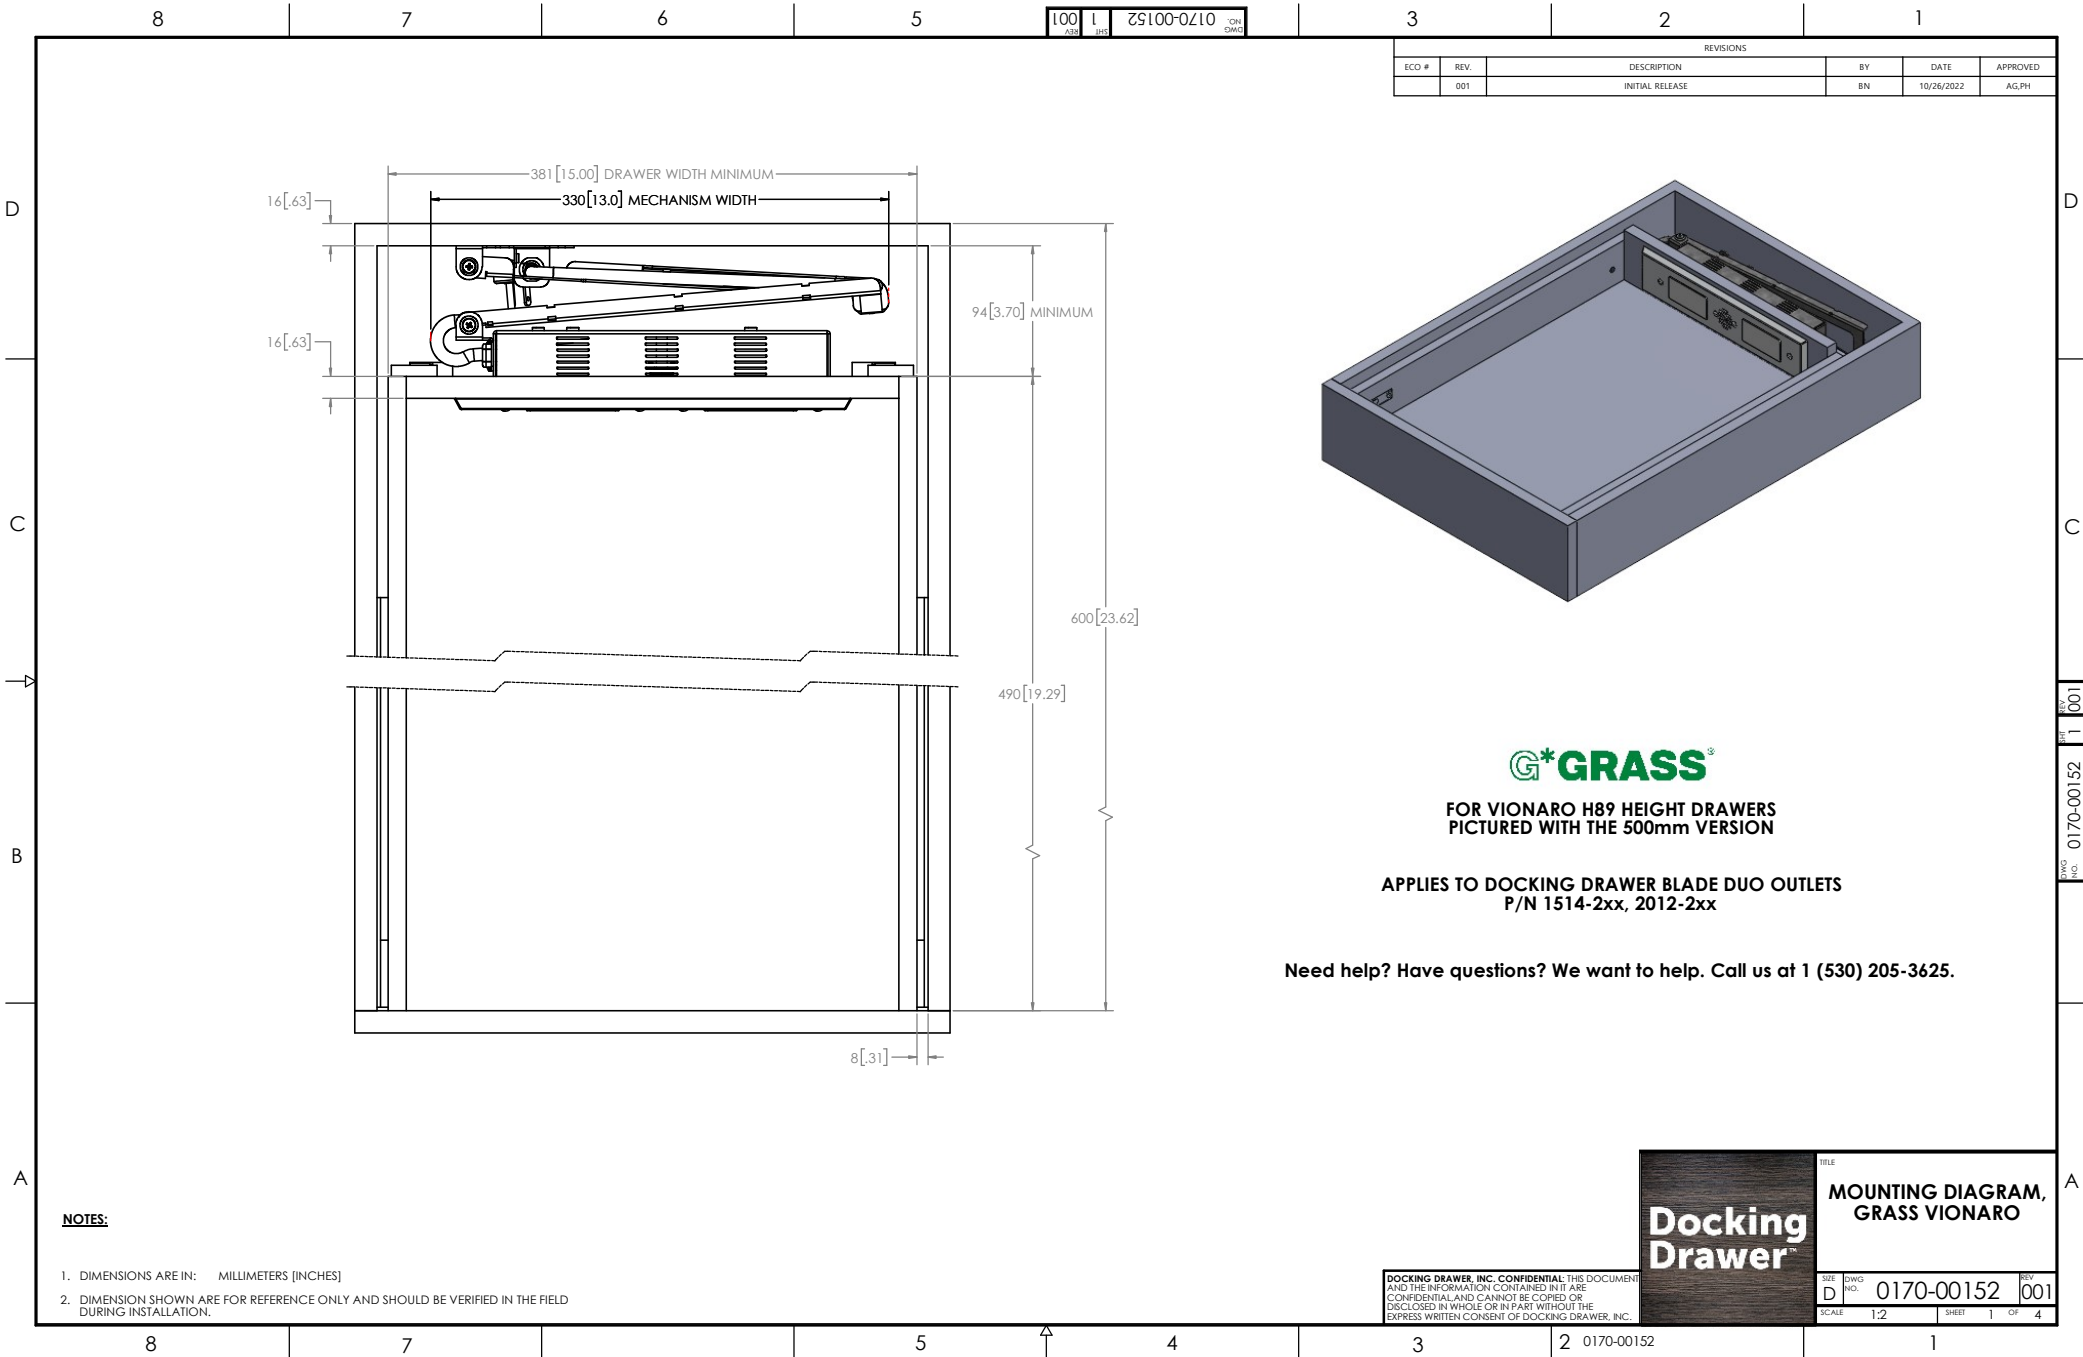 8 7 6 5 3 2 1
DWG NO. 0170-00152 SHT 1 REV 001
REVISIONS
ECO # REV. DESCRIPTION BY DATE APPROVED
001 INITIAL RELEASE BN 10/26/2022 AG,PH
D
D
381[15.00] DRAWER WIDTH MINIMUM
330[13.0] MECHANISM WIDTH
16[.63]
94[3.70] MINIMUM
16[.63]
C
C
600[23.62]
490[19.29]
8[.31]
REV 001
SHT 1
DWG NO. 0170-00152
G*GRASS®
FOR VIONARO H89 HEIGHT DRAWERS
PICTURED WITH THE 500mm VERSION
B
APPLIES TO DOCKING DRAWER BLADE DUO OUTLETS
P/N 1514-2xx, 2012-2xx
Need help? Have questions? We want to help. Call us at 1 (530) 205-3625.
A
A
NOTES:
1. DIMENSIONS ARE IN: MILLIMETERS [INCHES]
2. DIMENSION SHOWN ARE FOR REFERENCE ONLY AND SHOULD BE VERIFIED IN THE FIELD
DURING INSTALLATION.
DOCKING DRAWER, INC. CONFIDENTIAL: THIS DOCUMENT
AND THE INFORMATION CONTAINED IN IT ARE
CONFIDENTIAL,AND CANNOT BE COPIED OR
DISCLOSED IN WHOLE OR IN PART WITHOUT THE
EXPRESS WRITTEN CONSENT OF DOCKING DRAWER, INC.
Docking
Drawer™
TITLE
MOUNTING DIAGRAM,
GRASS VIONARO
SIZE D DWG NO. 0170-00152 REV 001
SCALE 1:2 SHEET 1 OF 4
8 7 5 4 3 2 0170-00152 1